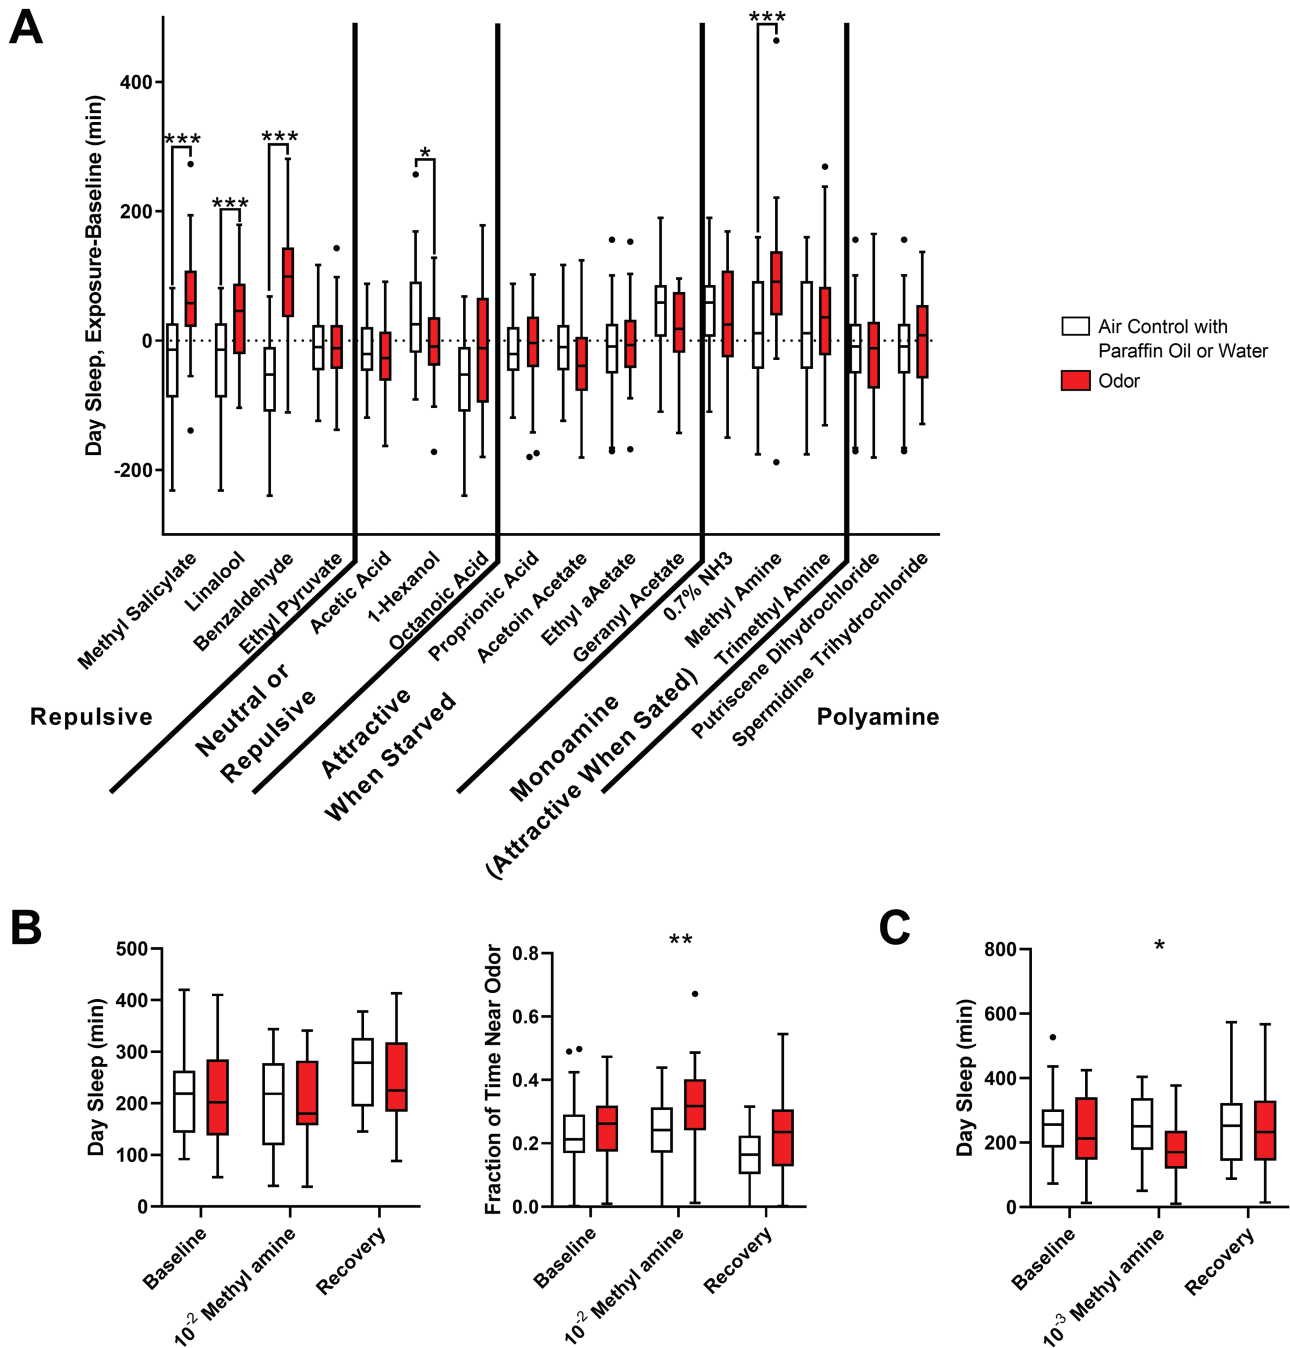 A
Day Sleep, Exposure-Baseline (min)
400
200
0
-200
***
***
***
*
***
Air Control with
Paraffin Oil or Water
Odor
Methyl Salicylate
Linalool
Benzaldehyde
Ethyl Pyruvate
Acetic Acid
1-Hexanol
Octanoic Acid
Proprionic Acid
Acetoin Acetate
Ethyl aAetate
Geranyl Acetate
0.7% NH3
Methyl Amine
Trimethyl Amine
Putriscene Dihydrochloride
Spermidine Trihydrochloride
Repulsive
Neutral or
Repulsive
Attractive
When Starved
Monoamine
(Attractive When Sated)
Polyamine
B
Day Sleep (min)
500
400
300
200
100
0
Baseline
10-2 Methyl amine
Recovery
Fraction of Time Near Odor
0.8
0.6
0.4
0.2
0.0
**
Baseline
10-2 Methyl amine
Recovery
C
Day Sleep (min)
800
600
400
200
0
*
Baseline
10-3 Methyl amine
Recovery